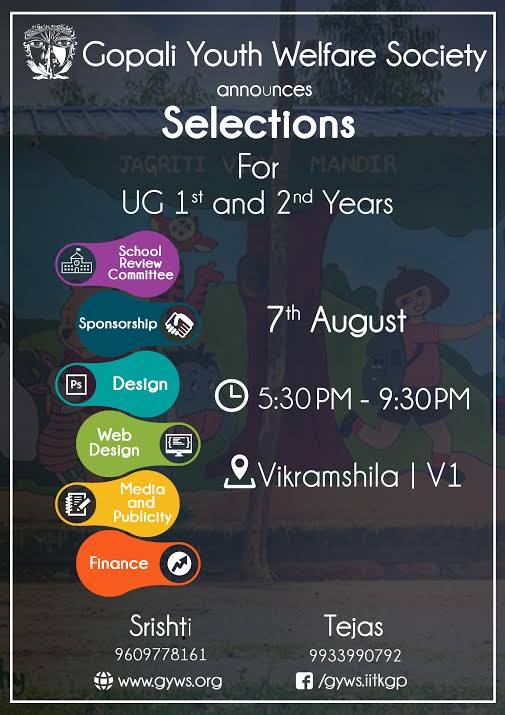 Gopali Youth Welfare Society
announces
Selections
For
UG 1st and 2nd Years
JAGRITI V MANDIR
School
Review
Committee
Sponsorship
Ps
Design
Web
Design
Media
and
Publicity
Finance
7th August
5:30 PM - 9:30 PM
Vikramshila | V1
Srishti
9609778161
www.gyws.org
Tejas
9933990792
/gyws.iitkgp